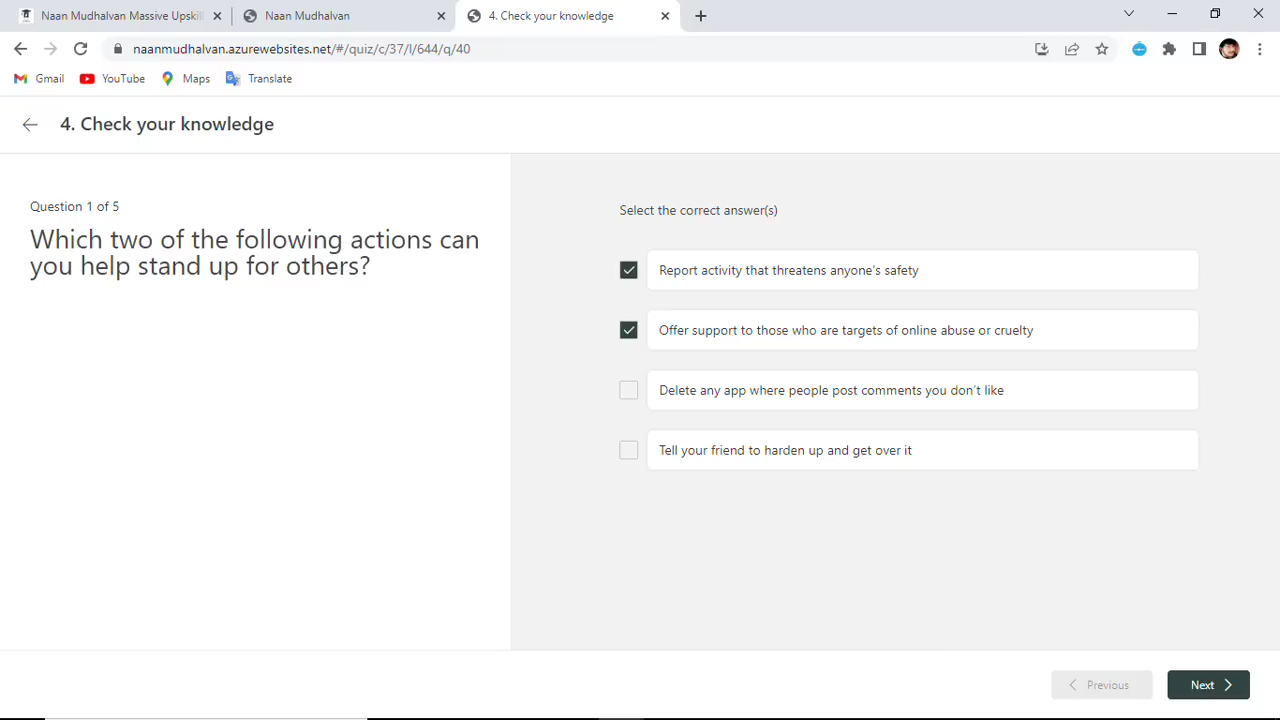 Naan Mudhalvan Massive Upskil
Naan Mudhalvan
4. Check your knowledge
naanmudhalvan.azurewebsites.net/#/quiz/c/37/l/644/q/40
Gmail
YouTube
Maps
Translate
4. Check your knowledge
Question 1 of 5
Which two of the following actions can
you help stand up for others?
Select the correct answer(s)
Report activity that threatens anyone's safety
Offer support to those who are targets of online abuse or cruelty
Delete any app where people post comments you don't like
Tell your friend to harden up and get over it
Previous
Next